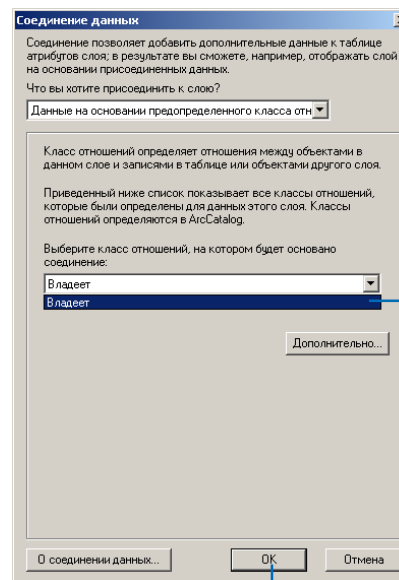 Соединение данных
Соединение позволяет добавить дополнительные данные к таблице
атрибутов слоя; в результате вы сможете, например, отображать слой
на основании присоединенных данных.
Что вы хотите присоединить к слою?
Данные на основании предопределенного класса отн
Класс отношений определяет отношения между объектами в
данном слое и записями в таблице или объектами другого слоя.
Приведенный ниже список показывает все классы отношений,
которые были определены для данных этого слоя. Классы
отношений определяются в ArcCatalog.
Выберите класс отношений, на котором будет основано
соединение:
Владеет
Владеет
Дополнительно...
О соединении данных...
OK
Отмена